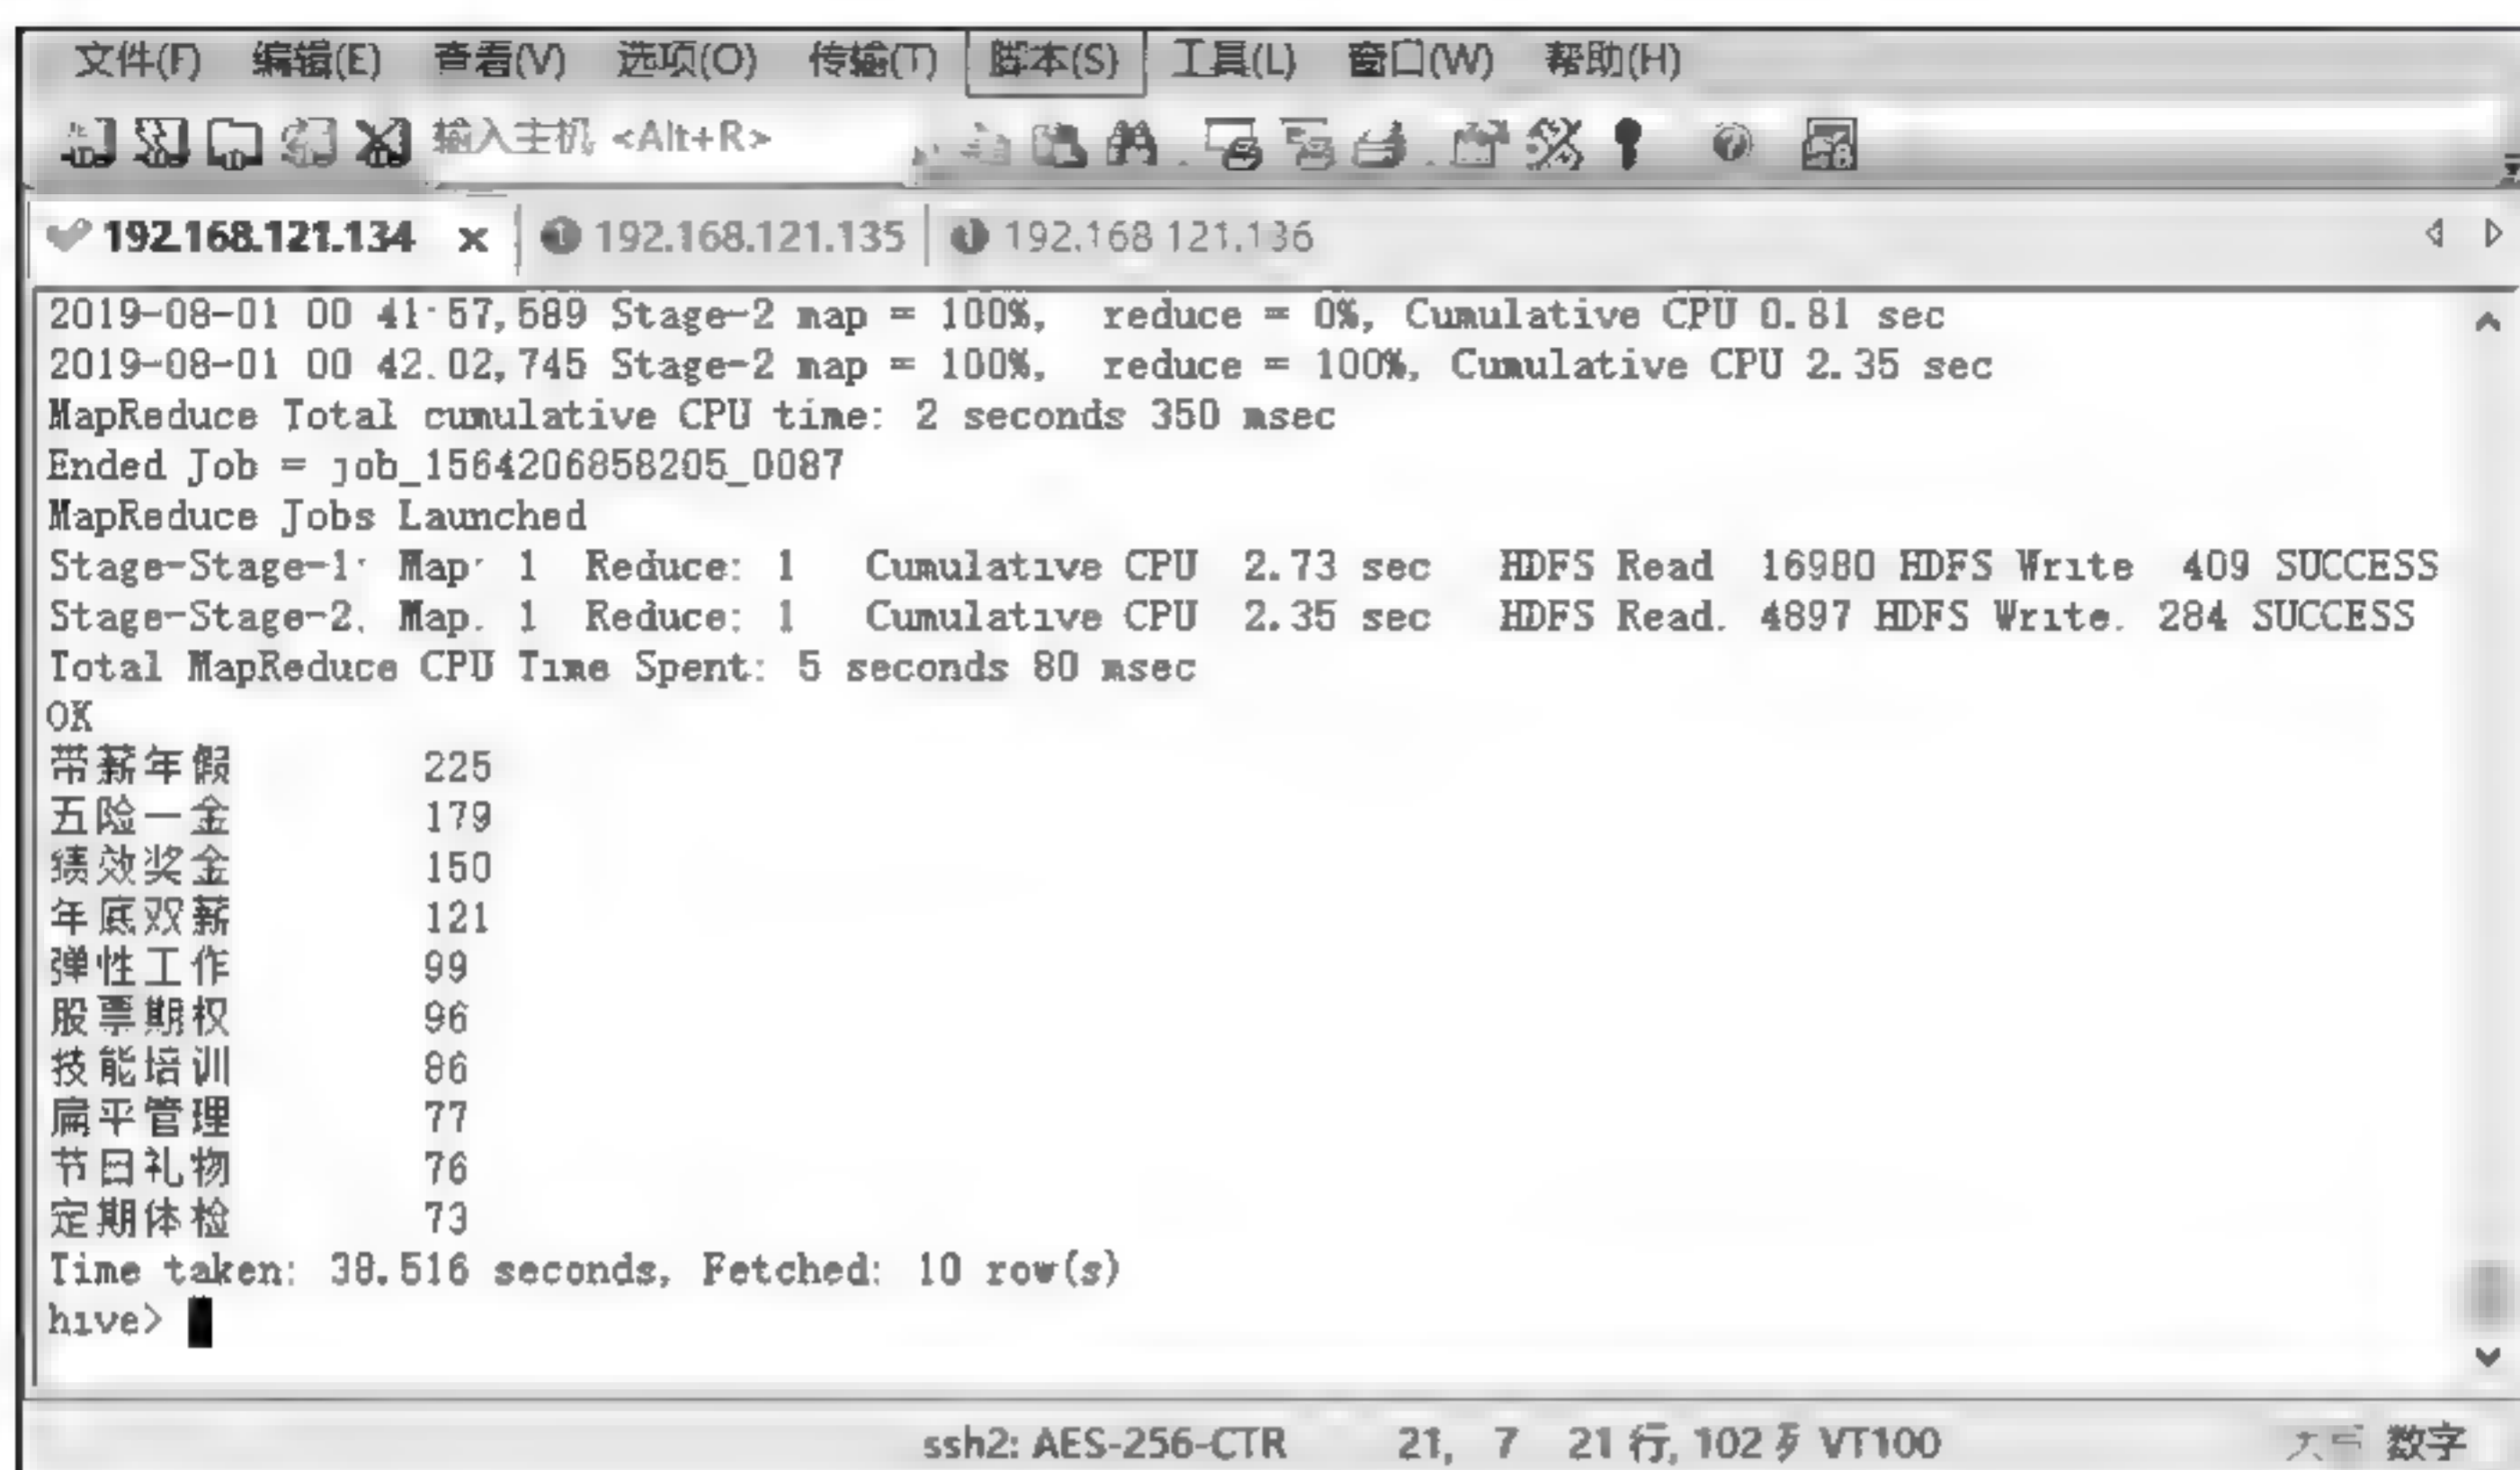 文件(F) 编辑(E) 查看(V) 选项(O) 传输(T) 脚本(S) 工具(L) 窗口(W) 帮助(H)
输入主机 <Alt+R>
192.168.121.134 × 192.168.121.135 192.168 121.136
2019-08-01 00 41:57,589 Stage-2 map = 100%, reduce = 0%, Cumulative CPU 0.81 sec
2019-08-01 00 42.02,745 Stage-2 map = 100%, reduce = 100%, Cumulative CPU 2.35 sec
MapReduce Total cumulative CPU time: 2 seconds 350 msec
Ended Job = job_1564206858205_0087
MapReduce Jobs Launched
Stage-Stage-1: Map: 1 Reduce: 1 Cumulative CPU 2.73 sec HDFS Read 16980 HDFS Write 409 SUCCESS
Stage-Stage-2. Map. 1 Reduce: 1 Cumulative CPU 2.35 sec HDFS Read. 4897 HDFS Write. 284 SUCCESS
Total MapReduce CPU Time Spent: 5 seconds 80 msec
OK
带薪年假 225
五险一金 179
绩效奖金 150
年底双薪 121
弹性工作 99
股票期权 96
技能培训 86
扁平管理 77
节日礼物 76
定期体检 73
Time taken: 38.516 seconds, Fetched: 10 row(s)
hive>
ssh2: AES-256-CTR 21, 7 21 行, 102 列 VT100 大写 数字